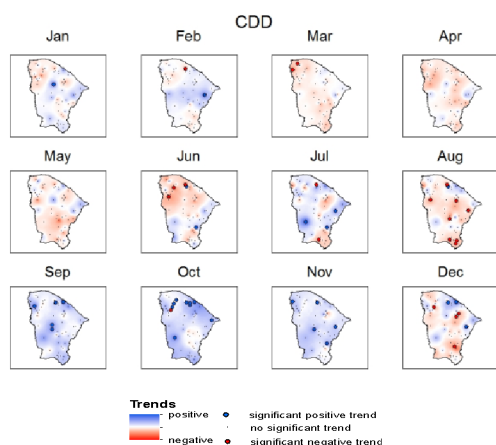 CDD
Jan Feb Mar Apr
May Jun Jul Aug
Sep Oct Nov Dec
Trends
positive significant positive trend
no significant trend
negative significant negative trend